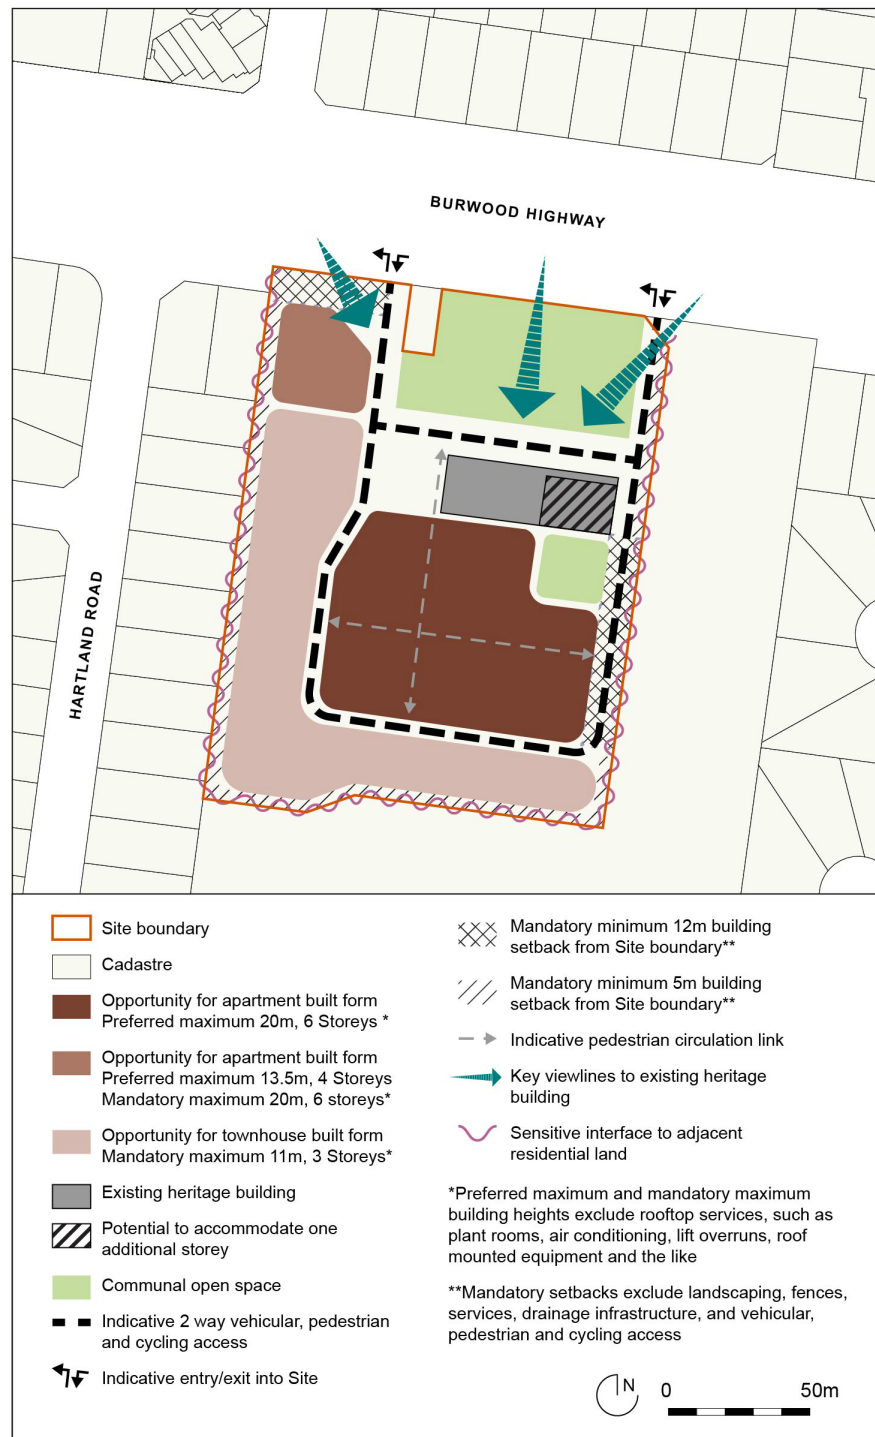 BURWOOD HIGHWAY
HARTLAND ROAD
Site boundary
Cadastre
Opportunity for apartment built form
Preferred maximum 20m, 6 Storeys *
Opportunity for apartment built form
Preferred maximum 13.5m, 4 Storeys
Mandatory maximum 20m, 6 storeys*
Opportunity for townhouse built form
Mandatory maximum 11m, 3 Storeys*
Existing heritage building
Potential to accommodate one
additional storey
Communal open space
Indicative 2 way vehicular, pedestrian
and cycling access
Indicative entry/exit into Site
Mandatory minimum 12m building
setback from Site boundary**
Mandatory minimum 5m building
setback from Site boundary**
Indicative pedestrian circulation link
Key viewlines to existing heritage
building
Sensitive interface to adjacent
residential land
*Preferred maximum and mandatory maximum
building heights exclude rooftop services, such as
plant rooms, air conditioning, lift overruns, roof
mounted equipment and the like
**Mandatory setbacks exclude landscaping, fences,
services, drainage infrastructure, and vehicular,
pedestrian and cycling access
N
0 50m